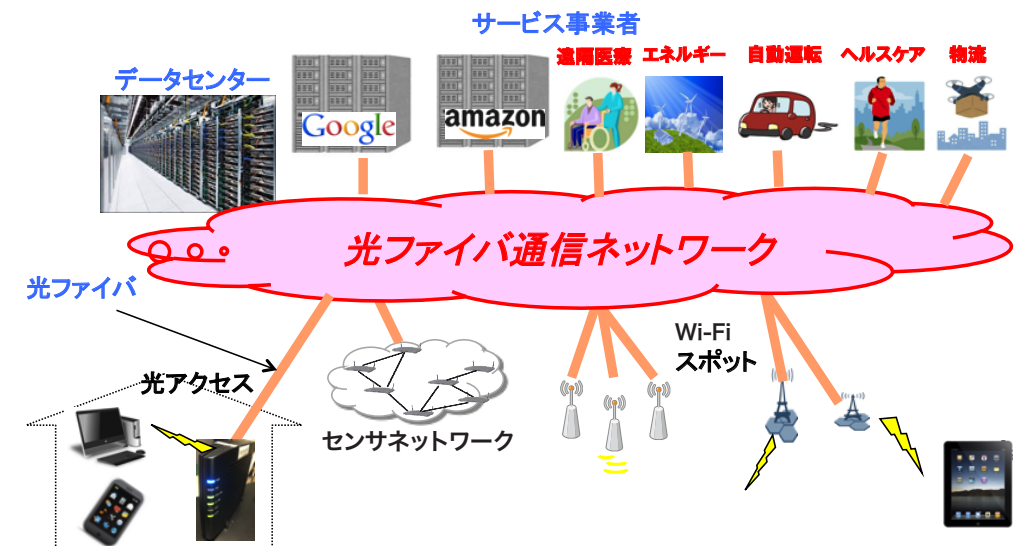 サービス事業者
データセンター
Google
amazon
遠隔医療
エネルギー
自動運転
ヘルスケア
物流
光ファイバ通信ネットワーク
光ファイバ
光アクセス
センサネットワーク
Wi-Fi
スポット